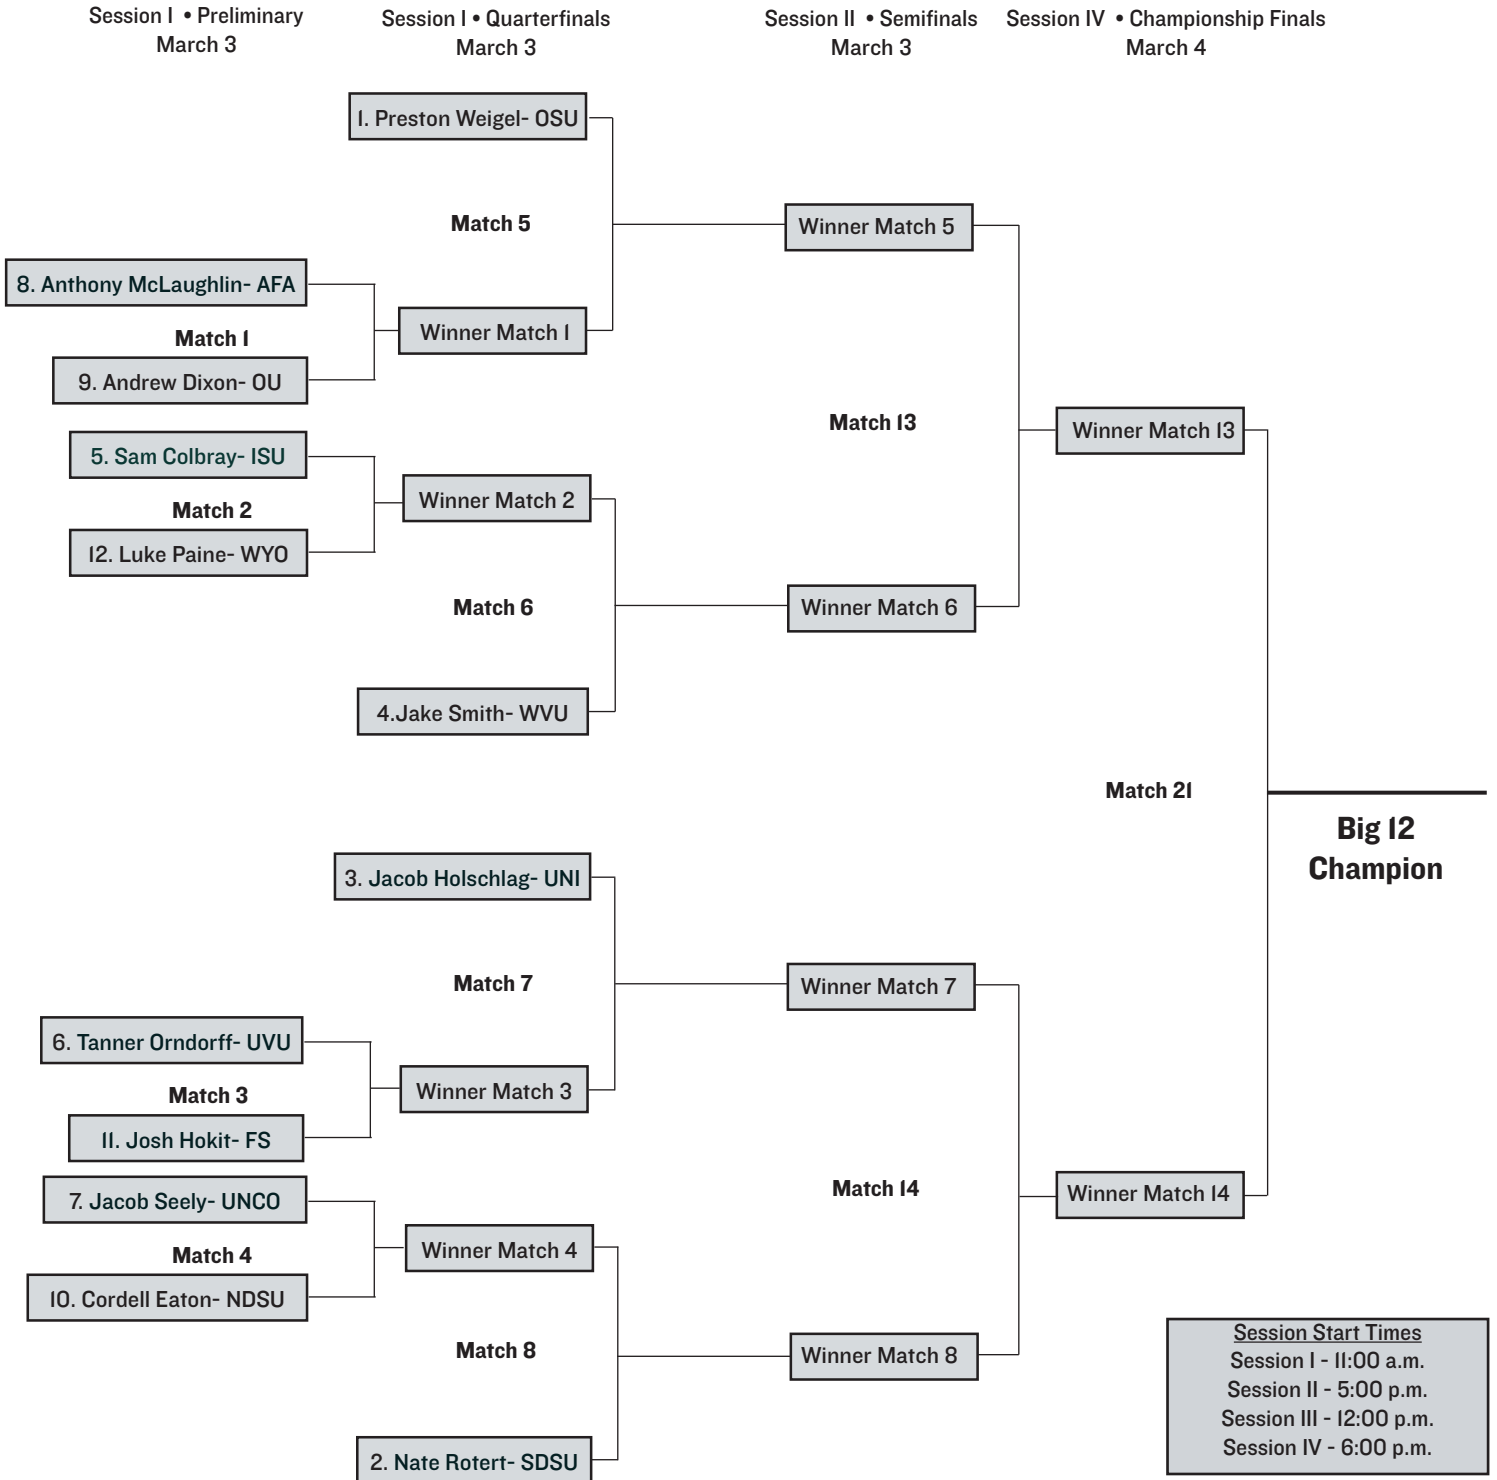 Session I • Preliminary
March 3
Session I • Quarterfinals
March 3
Session II • Semifinals
March 3
Session IV • Championship Finals
March 4
1. Preston Weigel- OSU
Match 5
Winner Match 5
8. Anthony McLaughlin- AFA
Match 1
Winner Match 1
9. Andrew Dixon- OU
Match 13
Winner Match 13
5. Sam Colbray- ISU
Match 2
Winner Match 2
12. Luke Paine- WYO
Match 6
Winner Match 6
4.Jake Smith- WVU
Match 21
Big 12
Champion
3. Jacob Holschlag- UNI
Match 7
Winner Match 7
6. Tanner Orndorff- UVU
Match 3
Winner Match 3
11. Josh Hokit- FS
Match 14
Winner Match 14
7. Jacob Seely- UNCO
Match 4
Winner Match 4
10. Cordell Eaton- NDSU
Match 8
Winner Match 8
2. Nate Rotert- SDSU
Session Start Times
Session I - 11:00 a.m.
Session II - 5:00 p.m.
Session III - 12:00 p.m.
Session IV - 6:00 p.m.